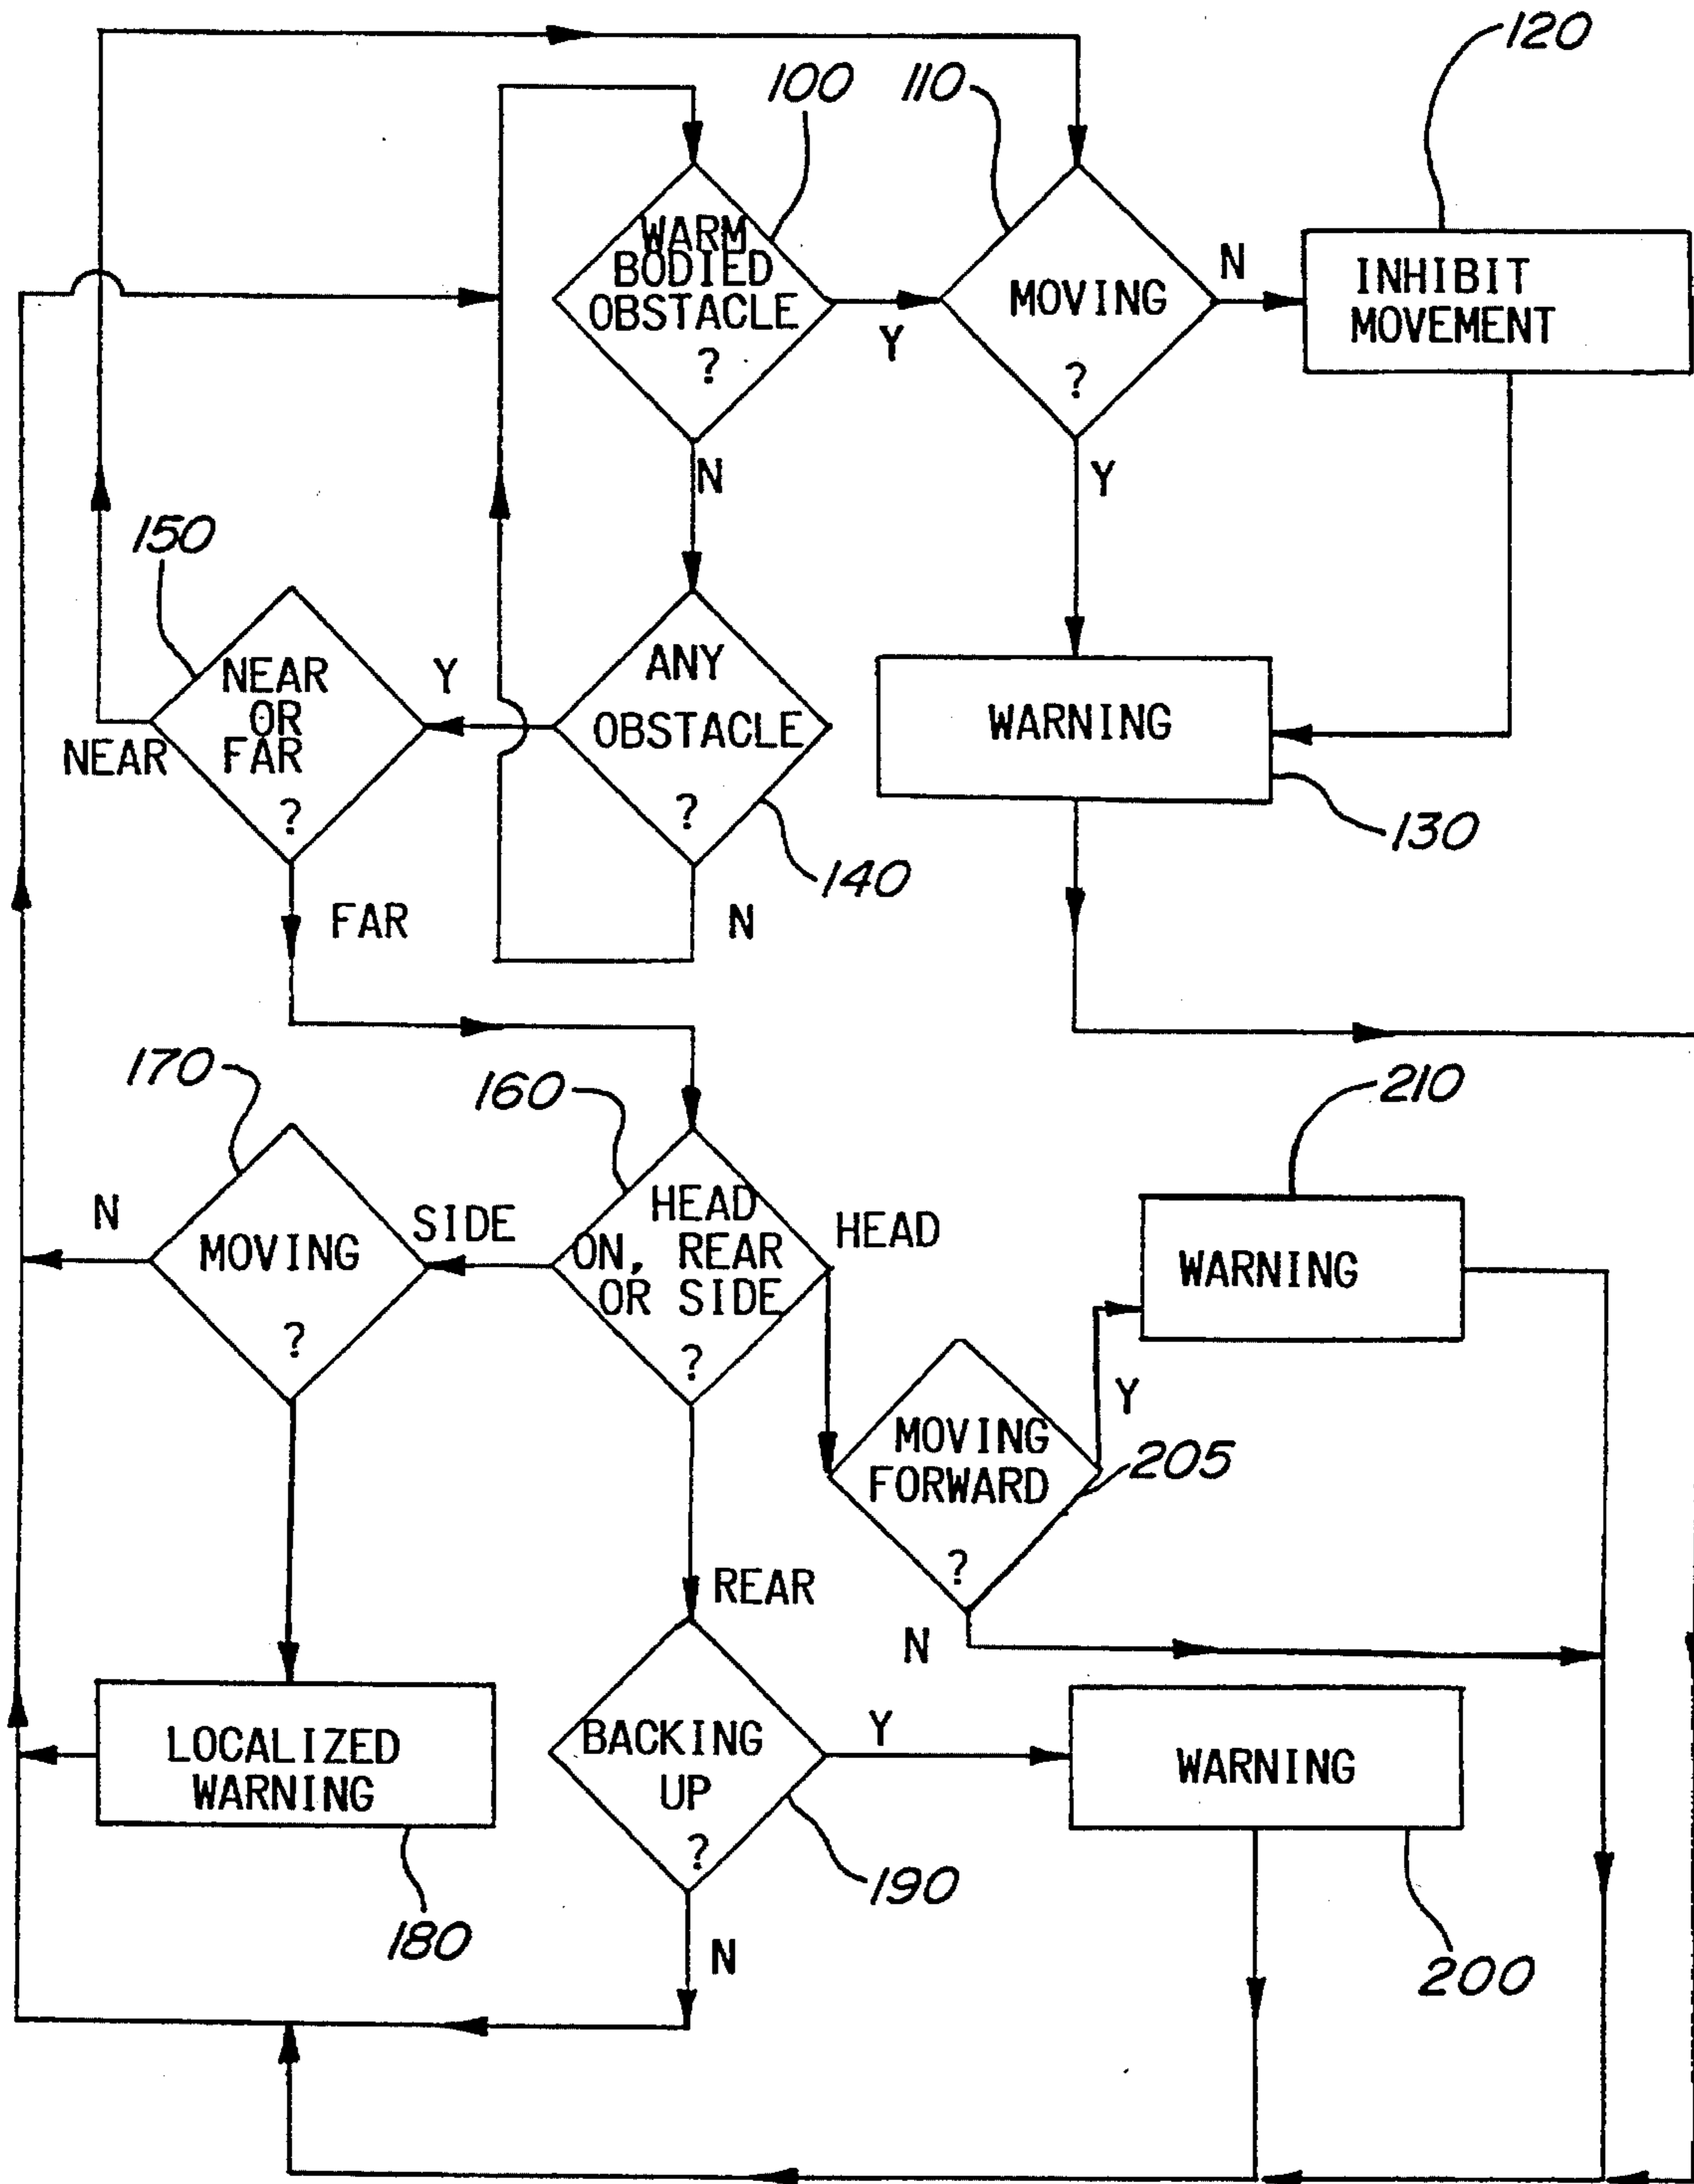 120
100
110
WARM
BODIED
OBSTACLE
?
Y
MOVING
?
N
INHIBIT
MOVEMENT
N
Y
150
NEAR
OR
FAR
?
NEAR
Y
ANY
OBSTACLE
?
WARNING
130
140
FAR
N
170
160
210
N
MOVING
?
SIDE
HEAD
ON, REAR
OR SIDE
?
HEAD
WARNING
Y
MOVING
FORWARD
?
205
REAR
N
LOCALIZED
WARNING
BACKING
UP
?
Y
WARNING
190
180
N
200